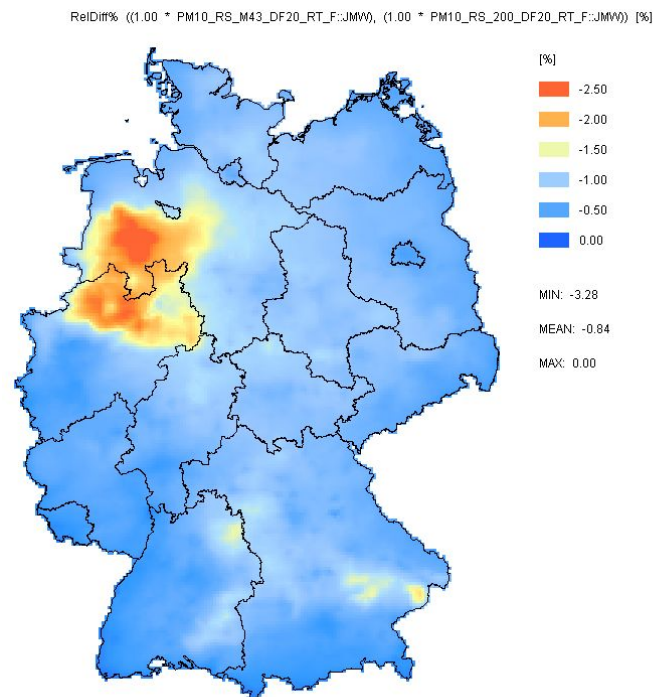 RelDiff% ((1.00 * PM10_RS_M43_DF20_RT_F::JMW), (1.00 * PM10_RS_200_DF20_RT_F::JMW)) [%]
[%]
-2.50
-2.00
-1.50
-1.00
-0.50
0.00
MIN: -3.28
MEAN: -0.84
MAX: 0.00